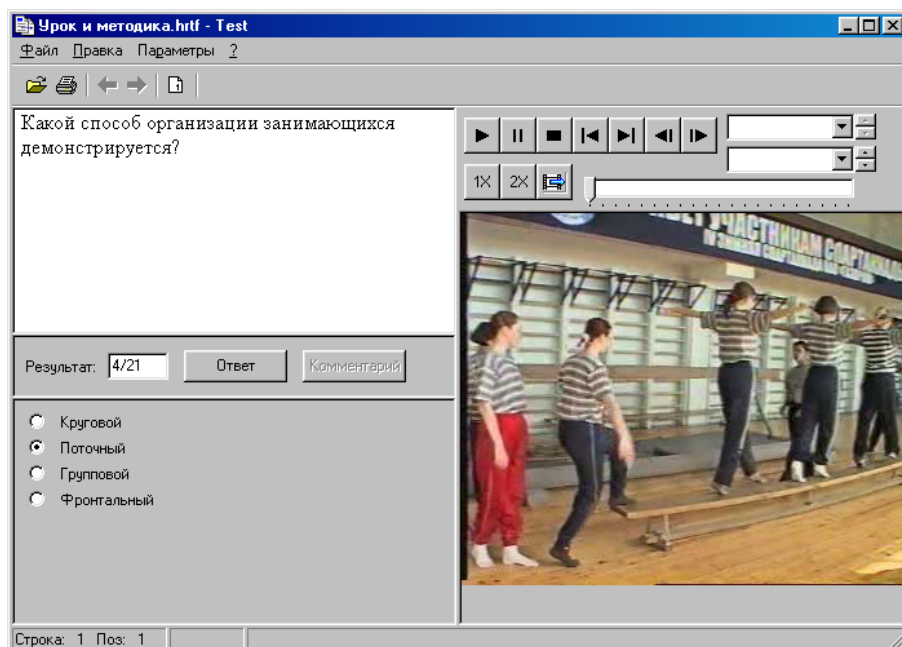 Урок и методика.hrtf - Test
Файл Правка Параметры ?
Какой способ организации занимающихся
демонстрируется?
1X 2X
Результат: 4/21 Ответ Комментарий
Круговой
Поточный
Групповой
Фронтальный
УЧАСТНИКАМ
Строка: 1 Поз: 1